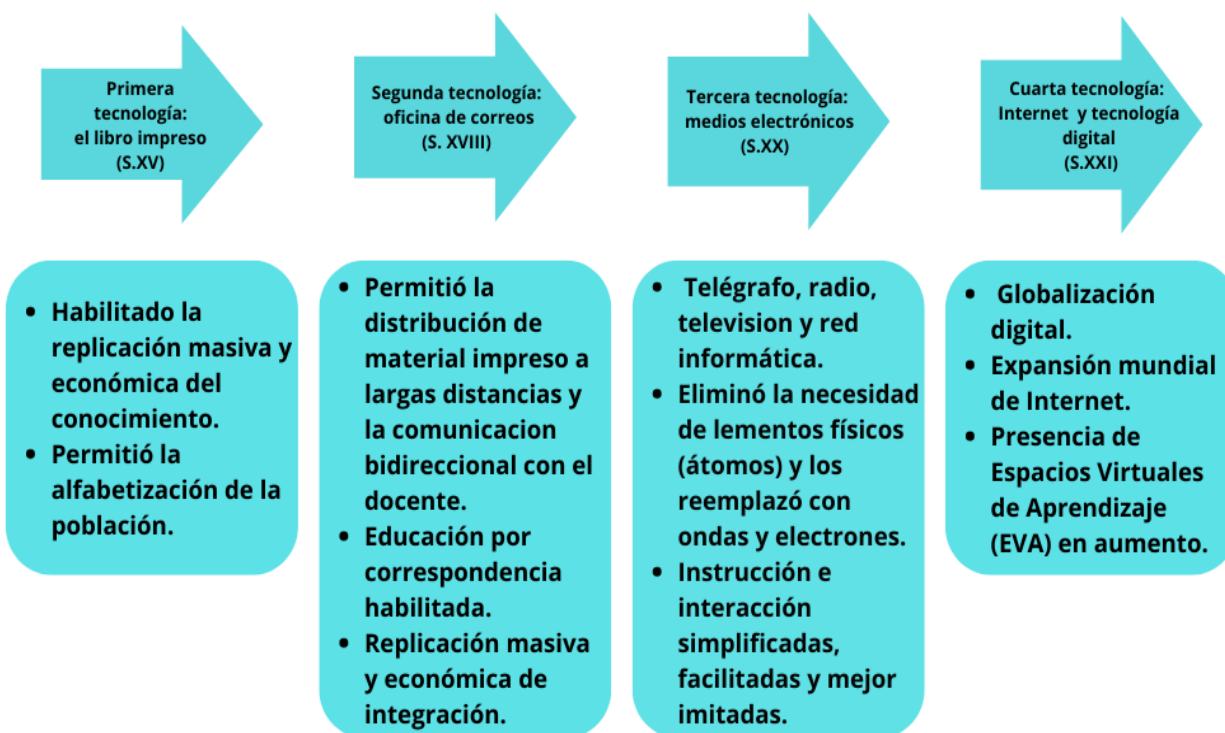 Primera
tecnología:
el libro impreso
(S.XV)
Segunda tecnología:
oficina de correos
(S. XVIII)
Tercera tecnología:
medios electrónicos
(S.XX)
Cuarta tecnología:
Internet y tecnología
digital
(S.XXI)
• Habilitado la
replicación masiva y
económica del
conocimiento.
• Permitió la
alfabetización de la
población.
• Permitió la
distribución de
material impreso a
largas distancias y
la comunicacion
bidireccional con el
docente.
• Educación por
correspondencia
habilitada.
• Replicación masiva
y económica de
integración.
• Telégrafo, radio,
television y red
informática.
• Eliminó la necesidad
de lementos físicos
(átomos) y los
reemplazó con
ondas y electrones.
• Instrucción e
interacción
simplificadas,
facilitadas y mejor
imitadas.
• Globalización
digital.
• Expansión mundial
de Internet.
• Presencia de
Espacios Virtuales
de Aprendizaje
(EVA) en aumento.